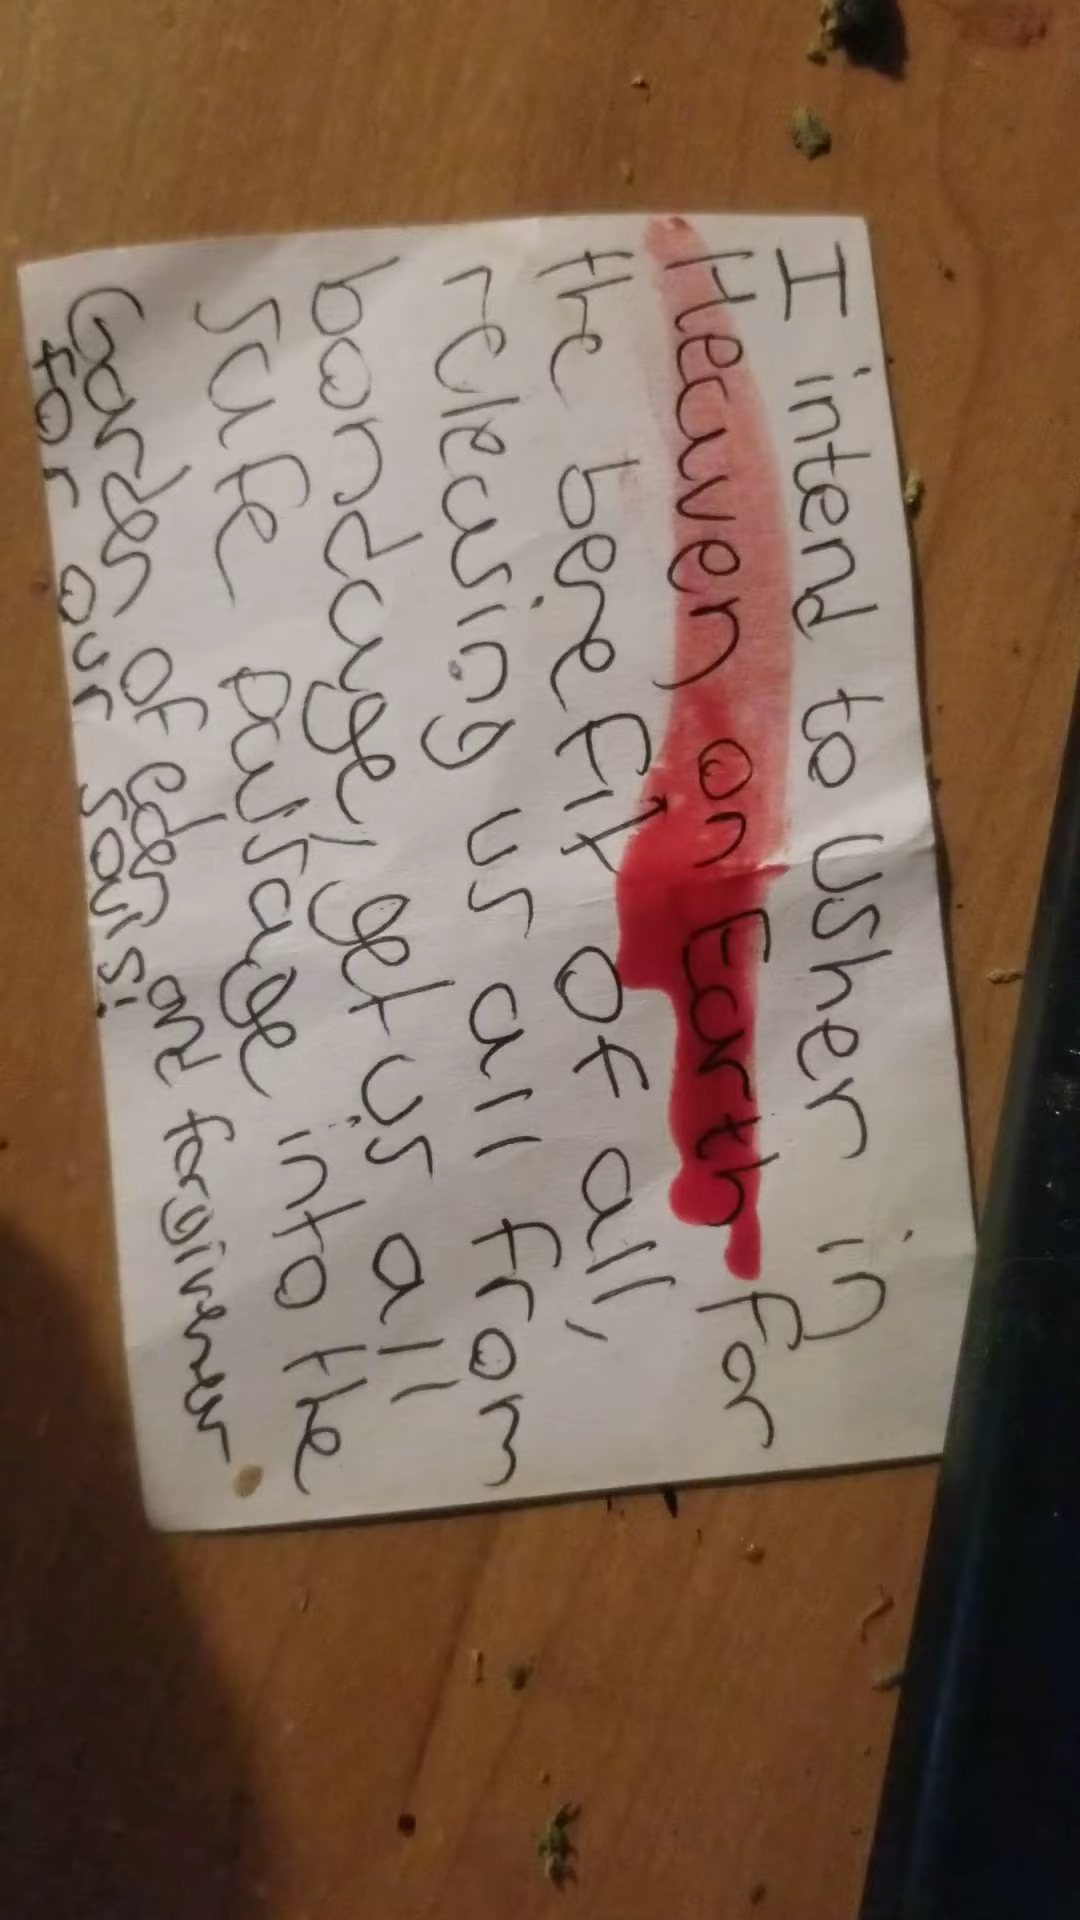 I intend to usher in
Heaven on Earth for
the benefit of all,
releasing us all from
bondage, get us all
safe passage into the
Garden of eden and forgiveness
for our souls.